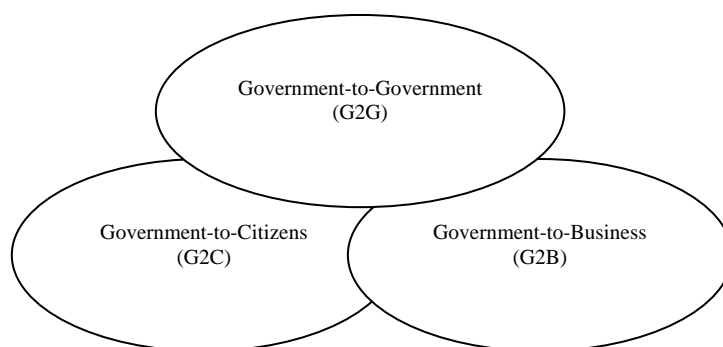 Government-to-Government
(G2G)
Government-to-Citizens
(G2C)
Government-to-Business
(G2B)